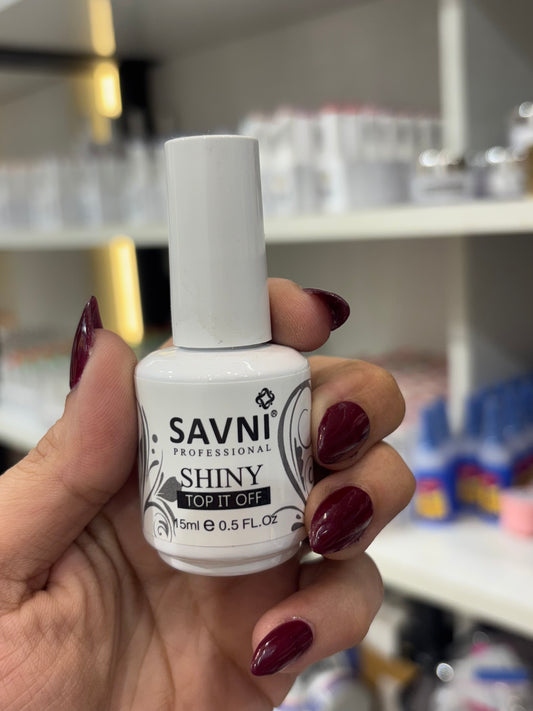 SAVNI®
PROFESSIONAL
SHINY
TOP IT OFF
15ml ℮ 0.5 FL.Oz